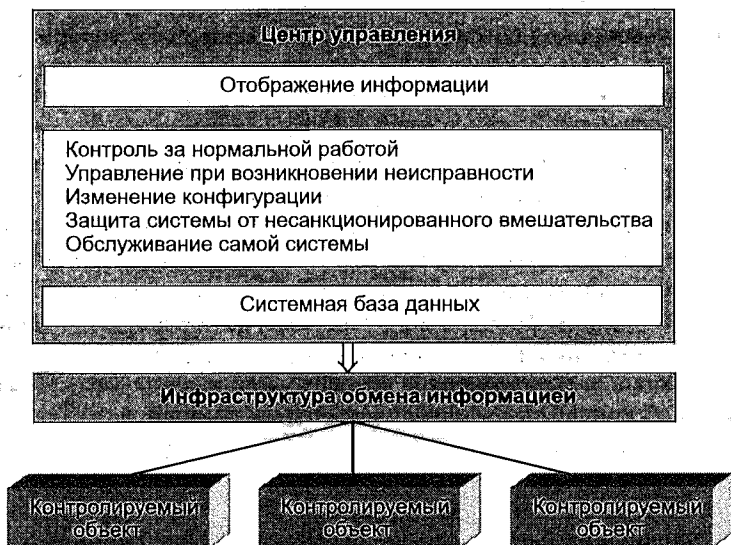 Центр управления
Отображение информации
Контроль за нормальной работой
Управление при возникновении неисправности
Изменение конфигурации
Защита системы от несанкционированного вмешательства
Обслуживание самой системы
Системная база данных
Инфраструктура обмена информацией
Контролируемый
объект
Контролируемый
объект
Контролируемый
объект